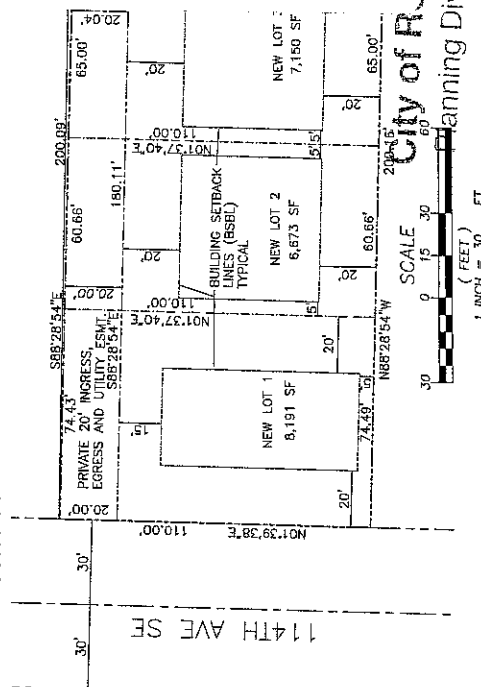 S88'28'54"E
200.09'
74.43'
60.66'
65.00'
20.04'
PRIVATE 20' INGRESS,
EGRESS AND UTILITY ESMT.
20.00'
20.00'
S88'28'54"E
180.11'
20'
20'
15'
30'
30'
114TH AVE SE
110.00'
N01'39'38"E
110.00'
N01'37'40"E
110.00'
N01'37'40"E
BUILDING SETBACK
LINES (BSBL)
TYPICAL
NEW LOT 1
8,191 SF
NEW LOT 2
6,673 SF
NEW LOT
7,150 SF
20'
20'
5'
5'
5'
20'
20'
74.49'
60.66'
65.00'
N88'28'54"W
200.16'
City of
anning Di
SCALE
30
0
15
30
60
( FEET )
1 INCH = 30 FT